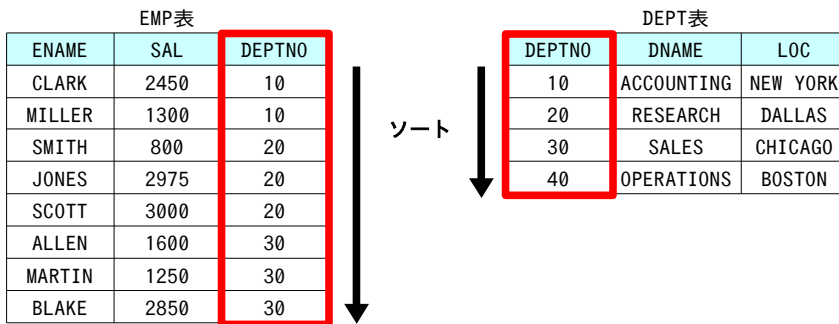 EMP表
ENAME SAL DEPTNO
CLARK 2450 10
MILLER 1300 10
SMITH 800 20
JONES 2975 20
SCOTT 3000 20
ALLEN 1600 30
MARTIN 1250 30
BLAKE 2850 30
ソート
DEPT表
DEPTNO DNAME LOC
10 ACCOUNTING NEW YORK
20 RESEARCH DALLAS
30 SALES CHICAGO
40 OPERATIONS BOSTON